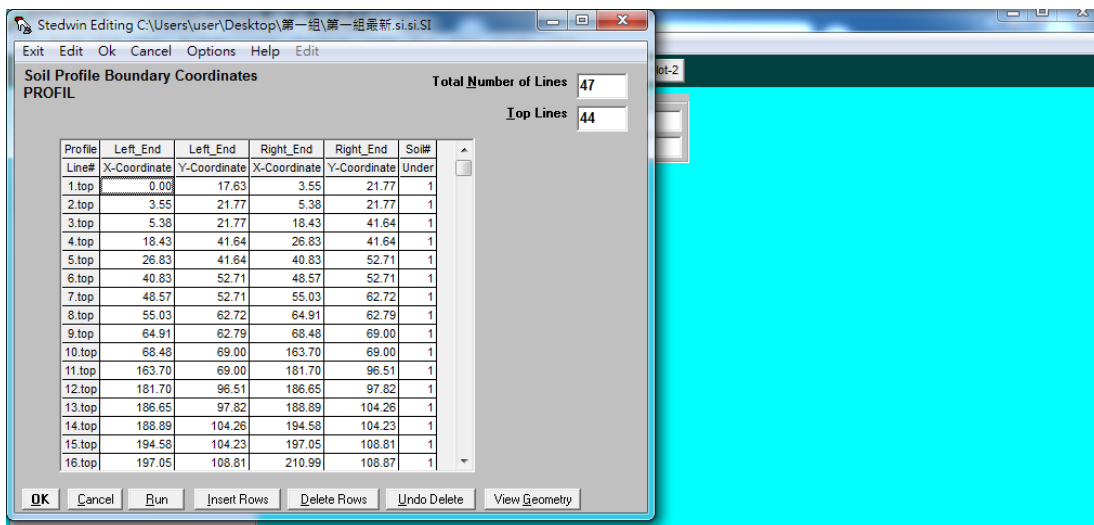 Stedwin Editing C:\Users\user\Desktop\第一組\第一組最新.si.si.SI
Exit Edit Ok Cancel Options Help Edit
Soil Profile Boundary Coordinates
PROFIL
Total Number of Lines 47
Top Lines 44
lot-2
Profile Left_End Left_End Right_End Right_End Soil#
Line# X-Coordinate Y-Coordinate X-Coordinate Y-Coordinate Under
1.top 0.00 17.63 3.55 21.77 1
2.top 3.55 21.77 5.38 21.77 1
3.top 5.38 21.77 18.43 41.64 1
4.top 18.43 41.64 26.83 41.64 1
5.top 26.83 41.64 40.83 52.71 1
6.top 40.83 52.71 48.57 52.71 1
7.top 48.57 52.71 55.03 62.72 1
8.top 55.03 62.72 64.91 62.79 1
9.top 64.91 62.79 68.48 69.00 1
10.top 68.48 69.00 163.70 69.00 1
11.top 163.70 69.00 181.70 96.51 1
12.top 181.70 96.51 186.65 97.82 1
13.top 186.65 97.82 188.89 104.26 1
14.top 188.89 104.26 194.58 104.23 1
15.top 194.58 104.23 197.05 108.81 1
16.top 197.05 108.81 210.99 108.87 1
OK Cancel Run Insert Rows Delete Rows Undo Delete View Geometry